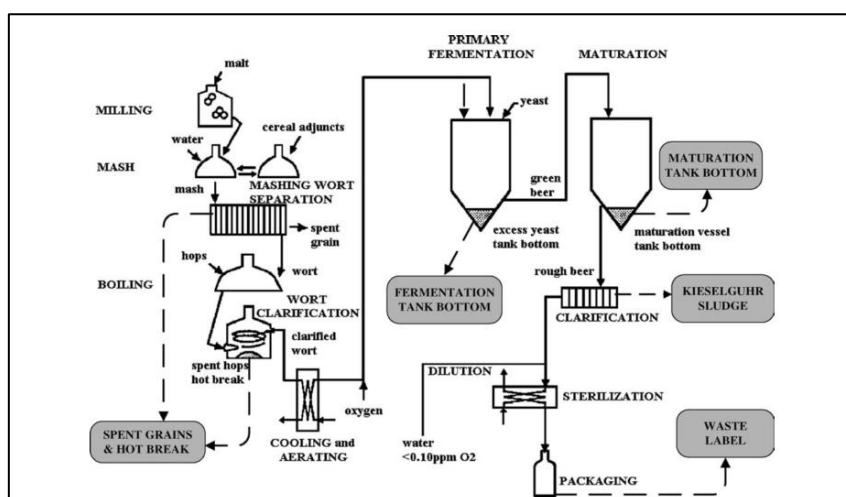 malt
MILLING
water
cereal adjuncts
MASH
mash
MASHING WORT
SEPARATION
spent
grain
hops
wort
BOILING
WORT
CLARIFICATION
clarified
wort
spent hops
hot break
oxygen
COOLING and
AERATING
SPENT GRAINS
& HOT BREAK
PRIMARY
FERMENTATION
yeast
green
beer
excess yeast
tank bottom
FERMENTATION
TANK BOTTOM
MATURATION
MATURATION
TANK BOTTOM
maturation vessel
tank bottom
rough beer
CLARIFICATION
KIESELGUHR
SLUDGE
DILUTION
STERILIZATION
water
<0.10ppm O2
WASTE
LABEL
PACKAGING